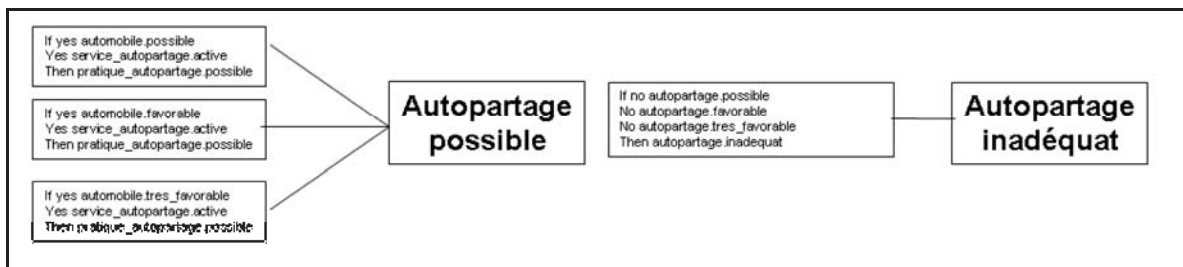 If yes automobile.possible
Yes service_autopartage.active
Then pratique_autopartage.possible
If yes automobile.favorable
Yes service_autopartage.active
Then pratique_autopartage.possible
If yes automobile.tres_favorable
Yes service_autopartage.active
Then pratique_autopartage.possible
Autopartage
possible
If no autopartage.possible
No autopartage.favorable
No autopartage.tres_favorable
Then autopartage.inadequat
Autopartage
inadéquat